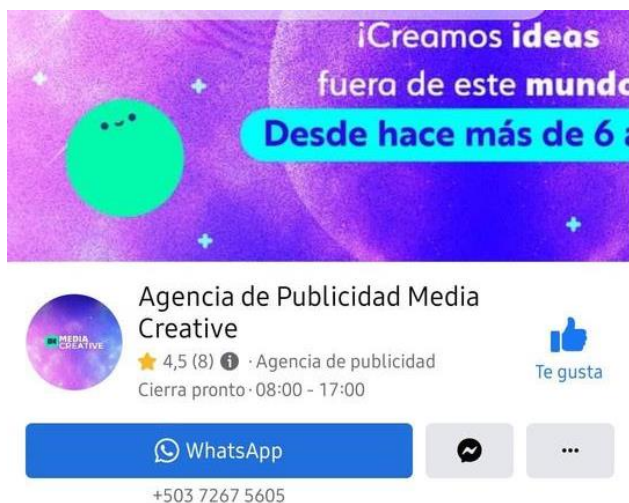 ¡Creamos ideas
fuera de este mundo
Desde hace más de 6 a
Agencia de Publicidad Media
Creative
4,5 (8) · Agencia de publicidad
Cierra pronto · 08:00 - 17:00
MEDIA
CREATIVE
Te gusta
WhatsApp
+503 7267 5605